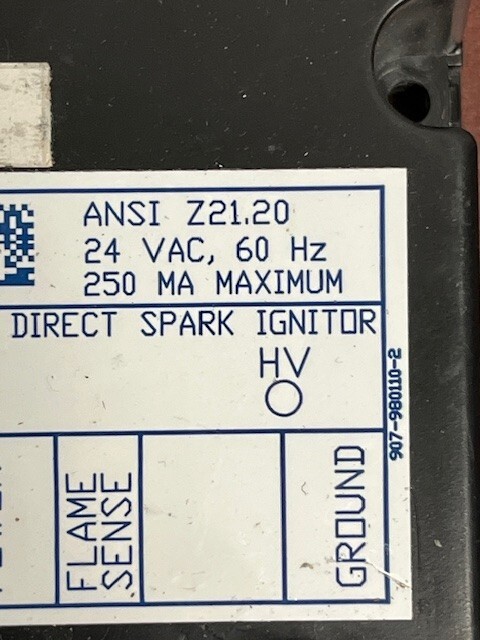 ANSI Z21.20
24 VAC, 60 Hz
250 MA MAXIMUM
DIRECT SPARK IGNITOR
HV
907-980110-2
FLAME
SENSE
GROUND